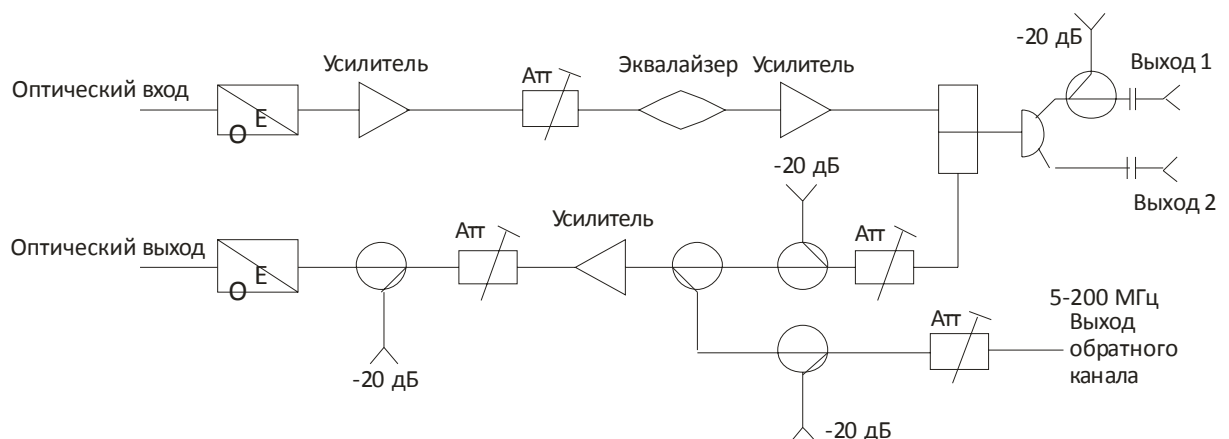 -20 дБ
Выход 1
Усилитель
Атт
Эквалайзер
Усилитель
Оптический вход
O
E
-20 дБ
Выход 2
Усилитель
Атт
Атт
Оптический выход
O
E
5-200 МГц
Выход
обратного
канала
Атт
-20 дБ
-20 дБ